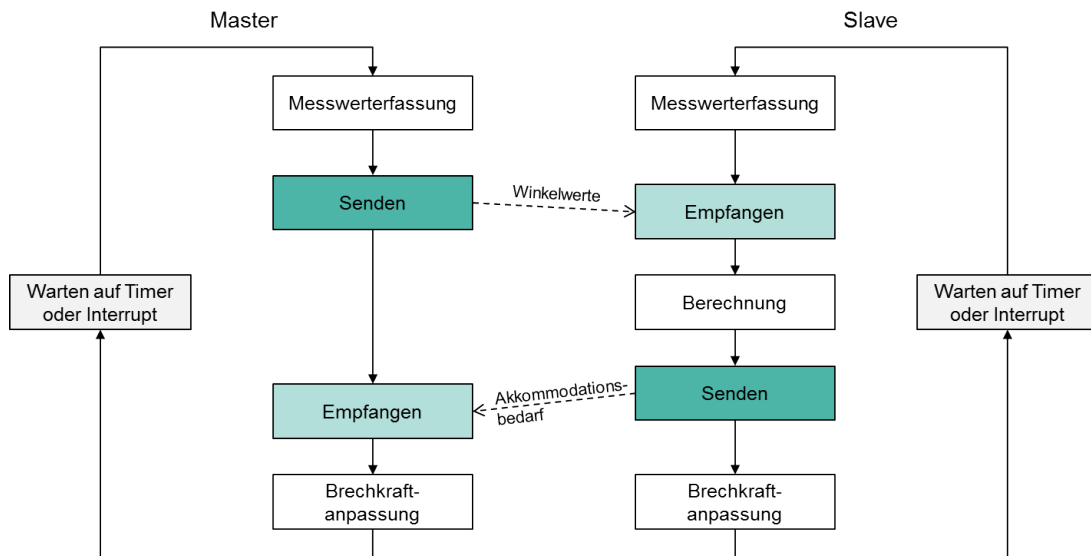 Master
Slave
Messwerterfassung
Messwerterfassung
Senden
Winkelwerte
Empfangen
Warten auf Timer
oder Interrupt
Berechnung
Warten auf Timer
oder Interrupt
Empfangen
Akkommodations-
bedarf
Senden
Brechkraft-
anpassung
Brechkraft-
anpassung